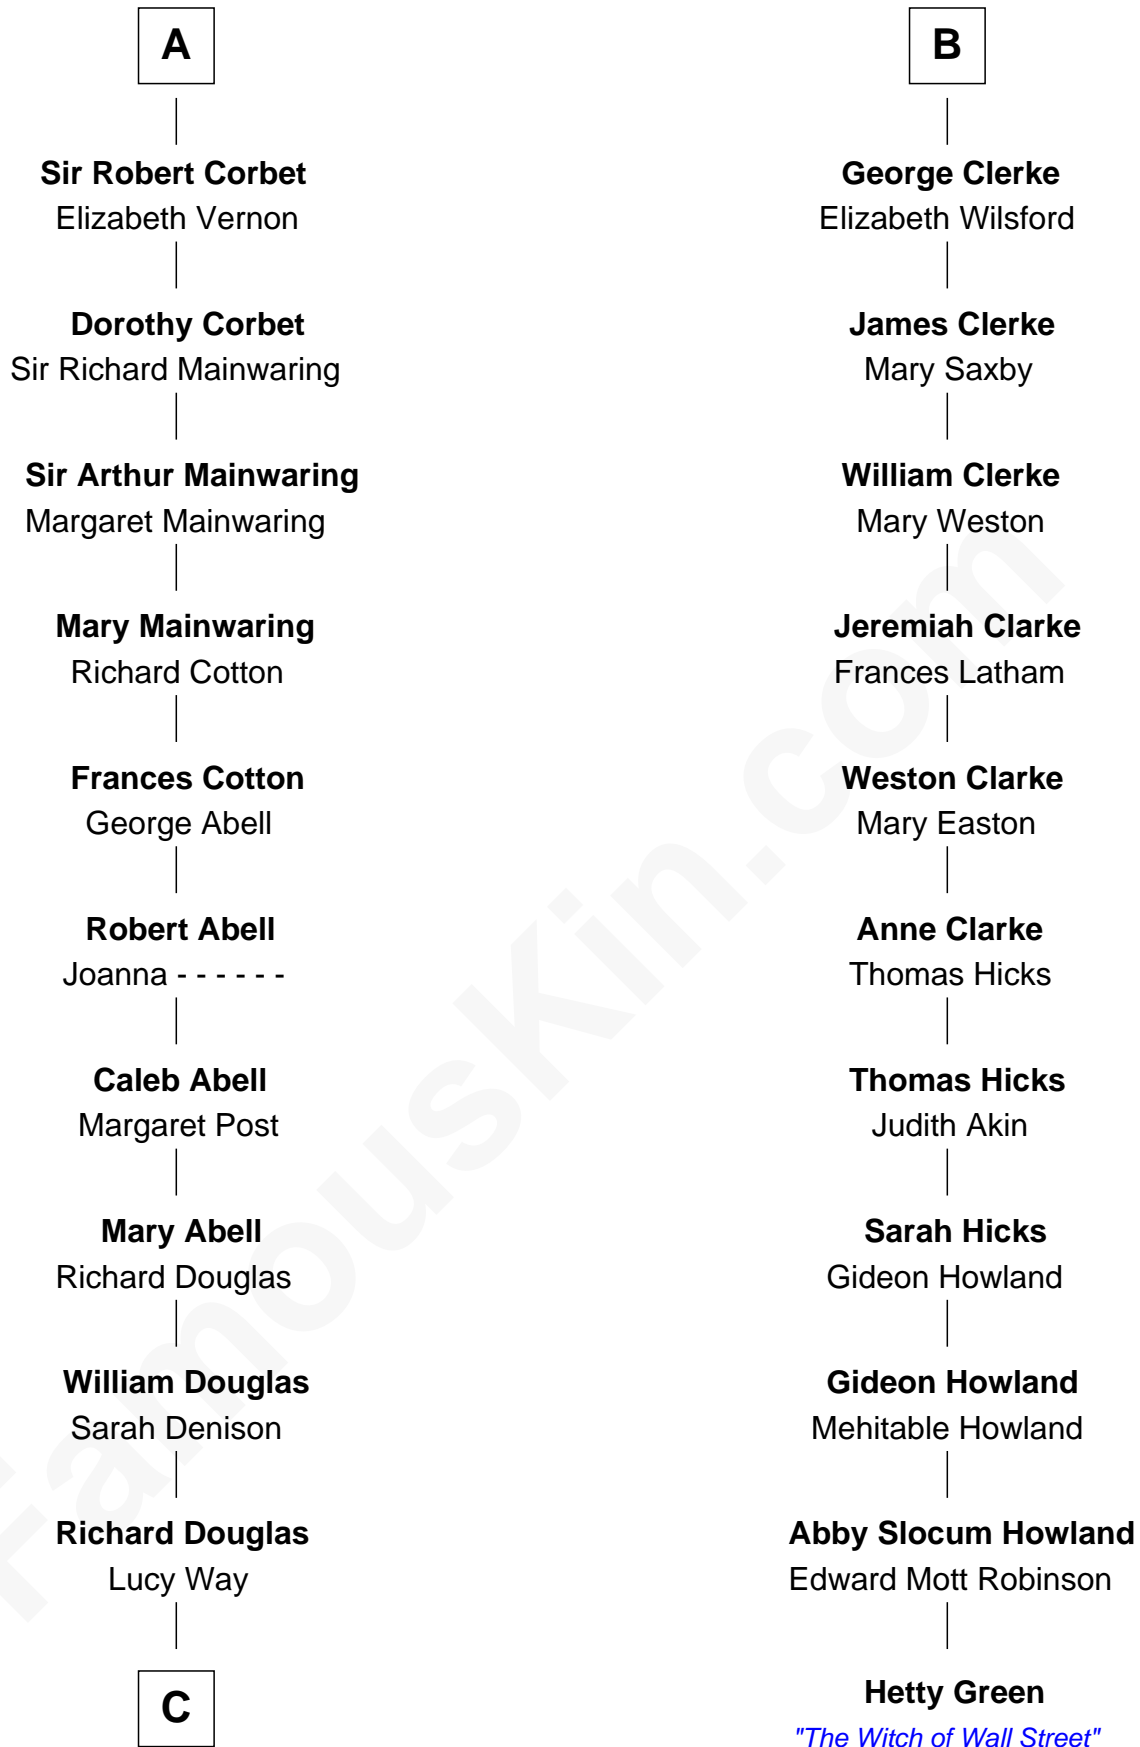 A
Sir Robert Corbet
Elizabeth Vernon
Dorothy Corbet
Sir Richard Mainwaring
Sir Arthur Mainwaring
Margaret Mainwaring
Mary Mainwaring
Richard Cotton
Frances Cotton
George Abell
Robert Abell
Joanna - - - - - -
Caleb Abell
Margaret Post
Mary Abell
Richard Douglas
William Douglas
Sarah Denison
Richard Douglas
Lucy Way
C
B
George Clerke
Elizabeth Wilsford
James Clerke
Mary Saxby
William Clerke
Mary Weston
Jeremiah Clarke
Frances Latham
Weston Clarke
Mary Easton
Anne Clarke
Thomas Hicks
Thomas Hicks
Judith Akin
Sarah Hicks
Gideon Howland
Gideon Howland
Mehitable Howland
Abby Slocum Howland
Edward Mott Robinson
Hetty Green
"The Witch of Wall Street"
FamousKin.com